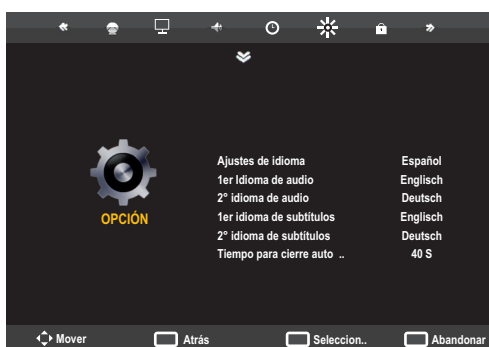 OPCIÓN
Ajustes de idioma Español
1er Idioma de audio Englisch
2° idioma de audio Deutsch
1er idioma de subtítulos Englisch
2° idioma de subtítulos Deutsch
Tiempo para cierre auto .. 40 S
Mover Atrás Seleccion.. Abandonar